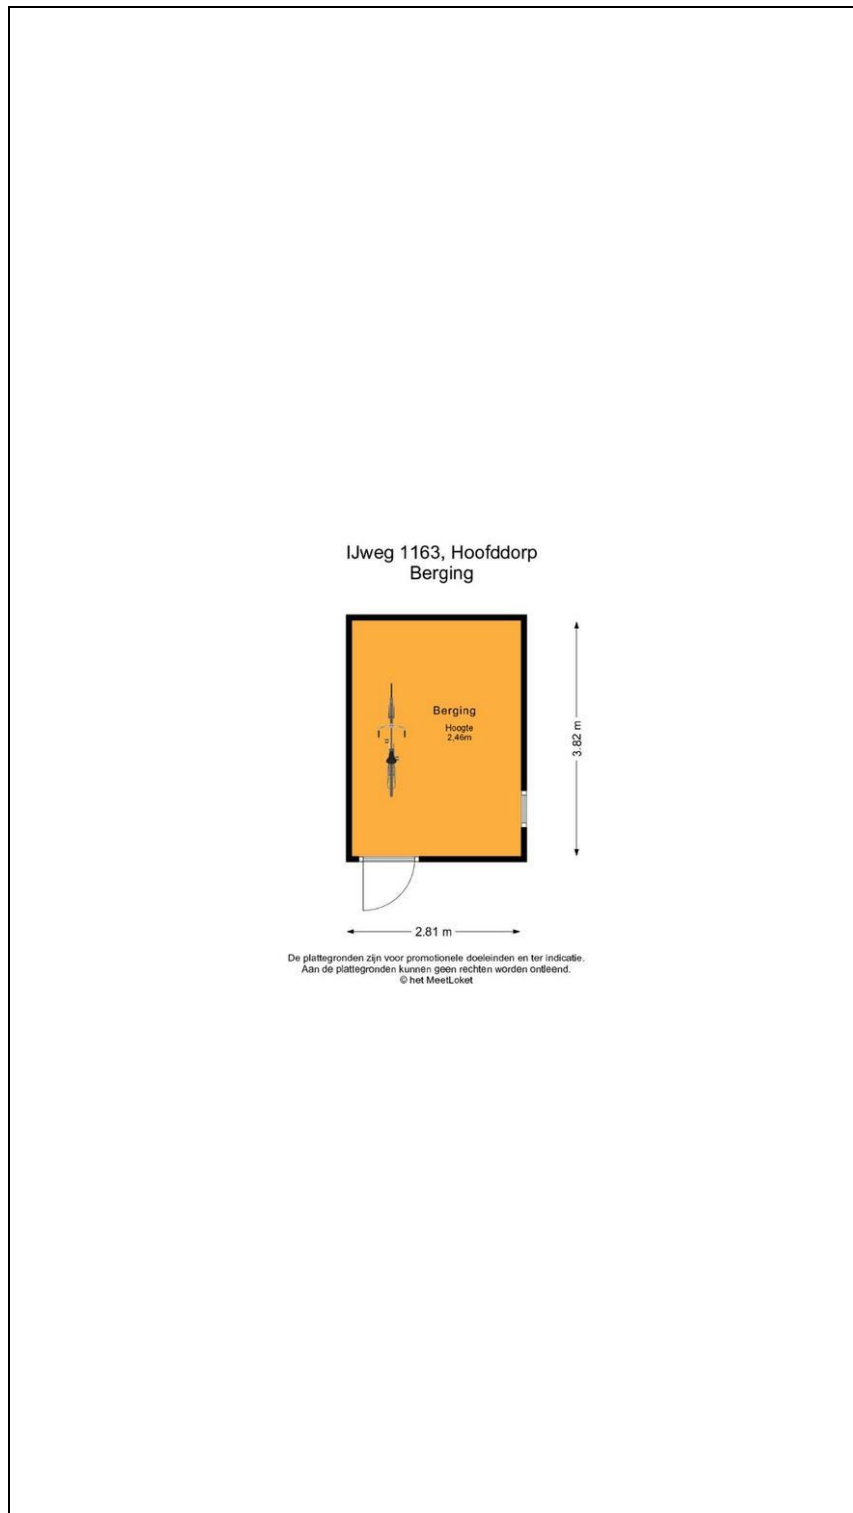 IJweg 1163, Hoofddorp
Berging
Berging
Hoogte
2,46m
3.82 m
2.81 m
De plattegronden zijn voor promotionele doeleinden en ter indicatie.
Aan de plattegronden kunnen geen rechten worden ontleend.
© het MeetLoket